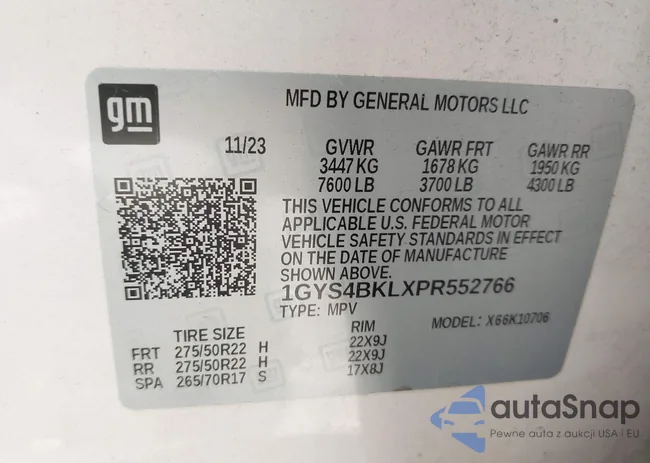 gm
MFD BY GENERAL MOTORS LLC
11/23 GVWR GAWR FRT GAWR RR
3447 KG 1678 KG 1950 KG
7600 LB 3700 LB 4300 LB
THIS VEHICLE CONFORMS TO ALL
APPLICABLE U.S. FEDERAL MOTOR
VEHICLE SAFETY STANDARDS IN EFFECT
ON THE DATE OF MANUFACTURE
SHOWN ABOVE.
1GYS4BKLXPR552766
TYPE: MPV MODEL: X66K10706
TIRE SIZE RIM
FRT 275/50R22 H 22X9J
RR 275/50R22 H 22X9J
SPA 265/70R17 S 17X8J
autaSnap
Pewne auta z aukcji USA i EU